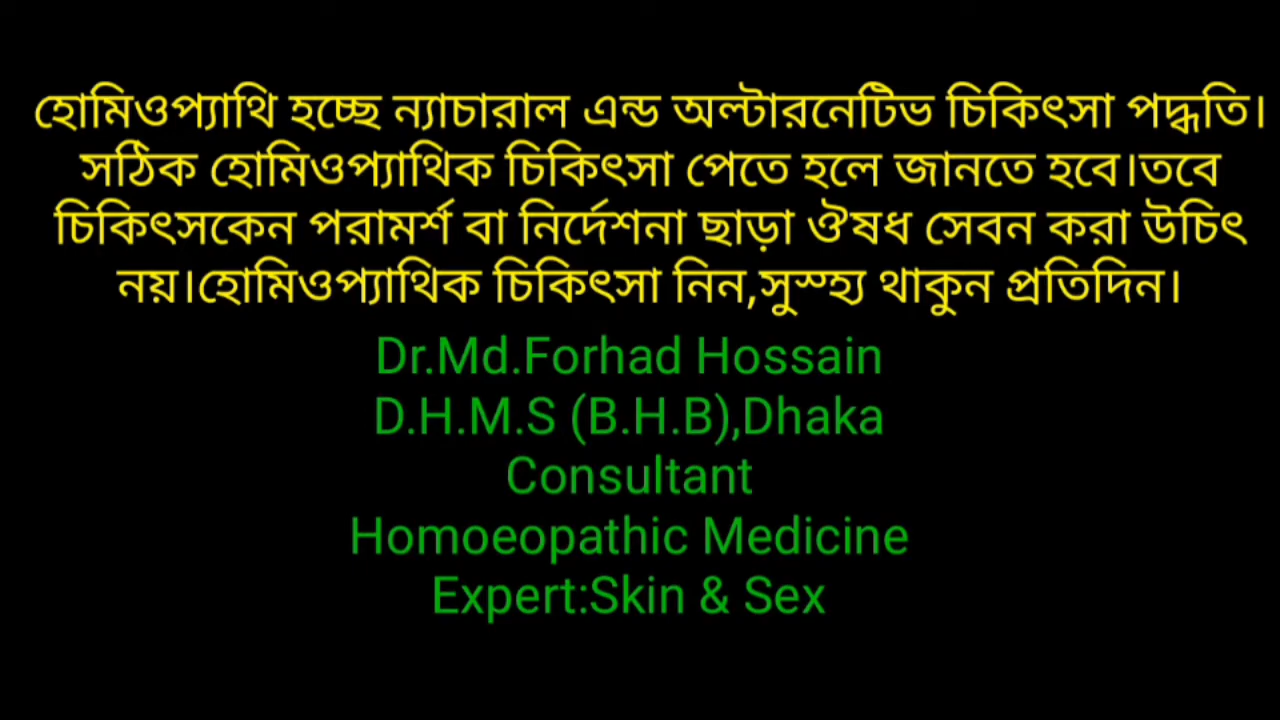 হোমিওপ্যাথি হচ্ছে ন্যাচারাল এন্ড অল্টারনেটিভ চিকিৎসা পদ্ধতি।
সঠিক হোমিওপ্যাথিক চিকিৎসা পেতে হলে জানতে হবে।তবে
চিকিৎসকেন পরামর্শ বা নির্দেশনা ছাড়া ঔষধ সেবন করা উচিৎ
নয়।হোমিওপ্যাথিক চিকিৎসা নিন,সুস্হ্য থাকুন প্রতিদিন।
Dr.Md.Forhad Hossain
D.H.M.S (B.H.B),Dhaka
Consultant
Homoeopathic Medicine
Expert:Skin & Sex